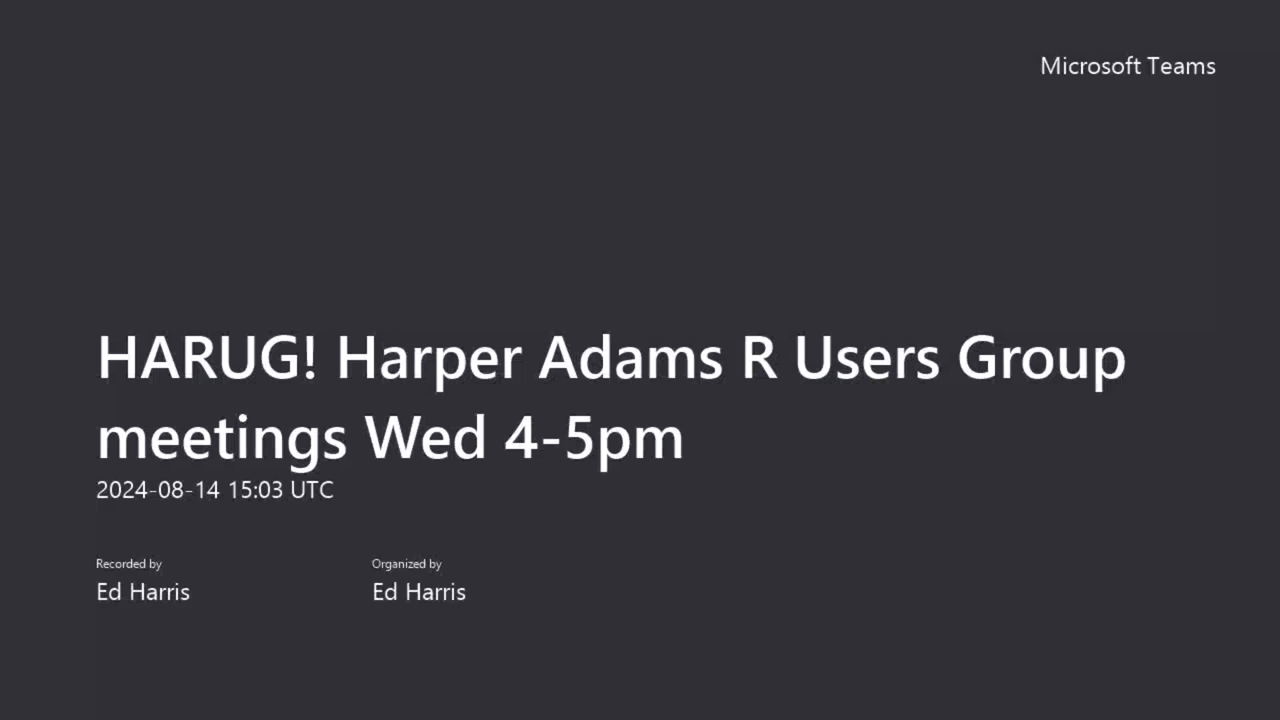 Microsoft Teams
HARUG! Harper Adams R Users Group
meetings Wed 4-5pm
2024-08-14 15:03 UTC
Recorded by
Ed Harris
Organized by
Ed Harris